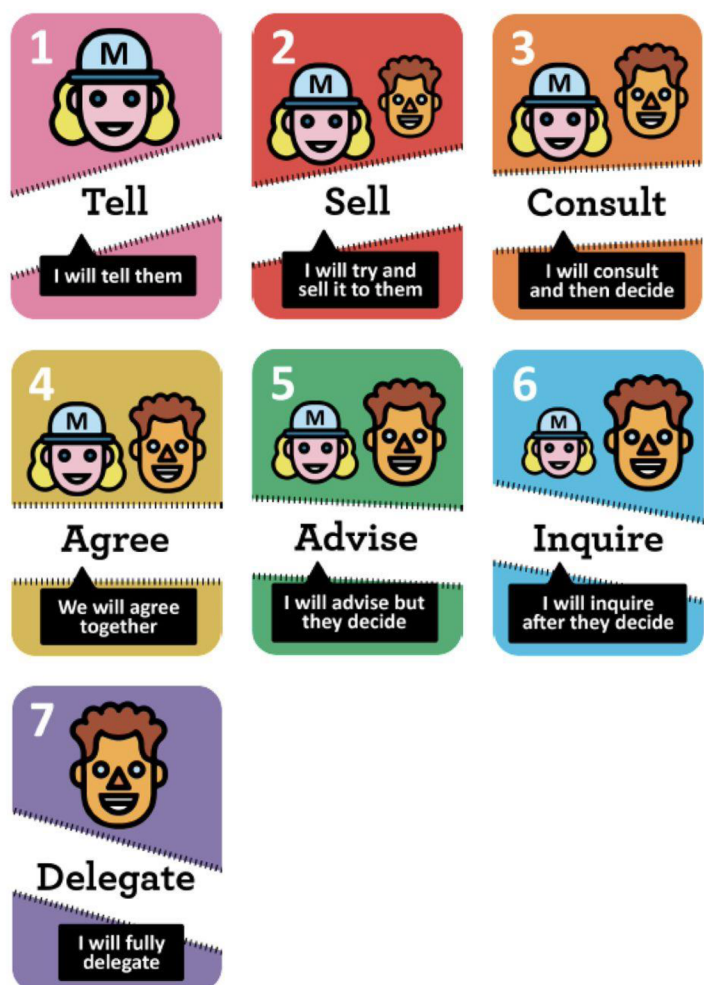 1
M
Tell
I will tell them
2
M
Sell
I will try and
sell it to them
3
M
Consult
I will consult
and then decide
4
M
Agree
We will agree
together
5
M
Advise
I will advise but
they decide
6
M
Inquire
I will inquire
after they decide
7
Delegate
I will fully
delegate